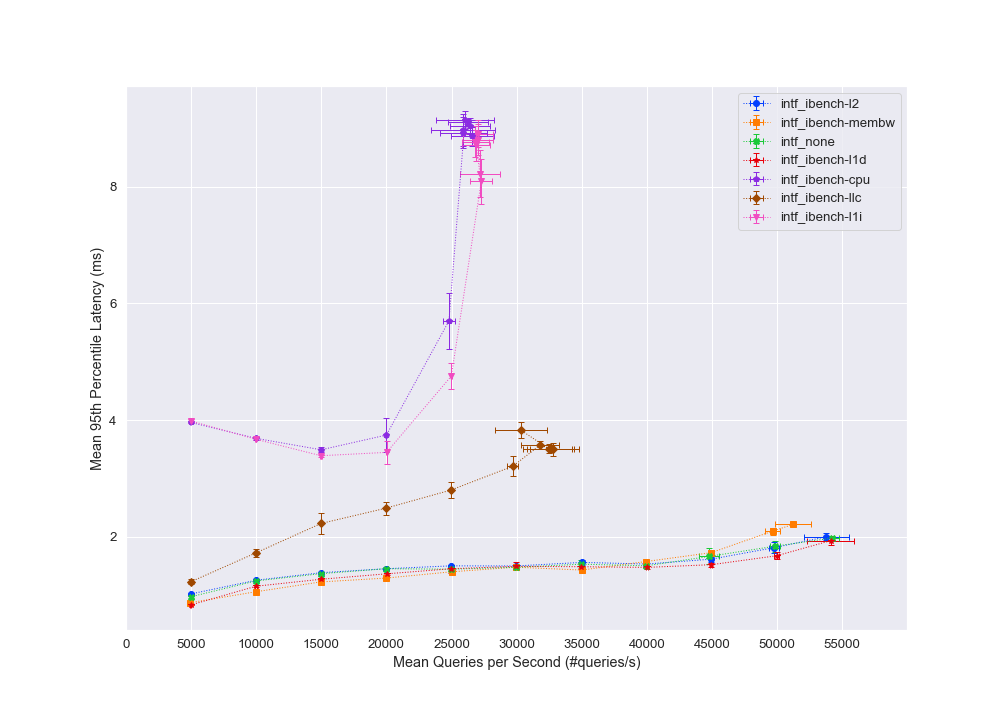 intf_ibench-l2
intf_ibench-membw
intf_none
intf_ibench-l1d
intf_ibench-cpu
intf_ibench-llc
intf_ibench-l1i
8
6
4
2
Mean 95th Percentile Latency (ms)
0 5000 10000 15000 20000 25000 30000 35000 40000 45000 50000 55000
Mean Queries per Second (#queries/s)